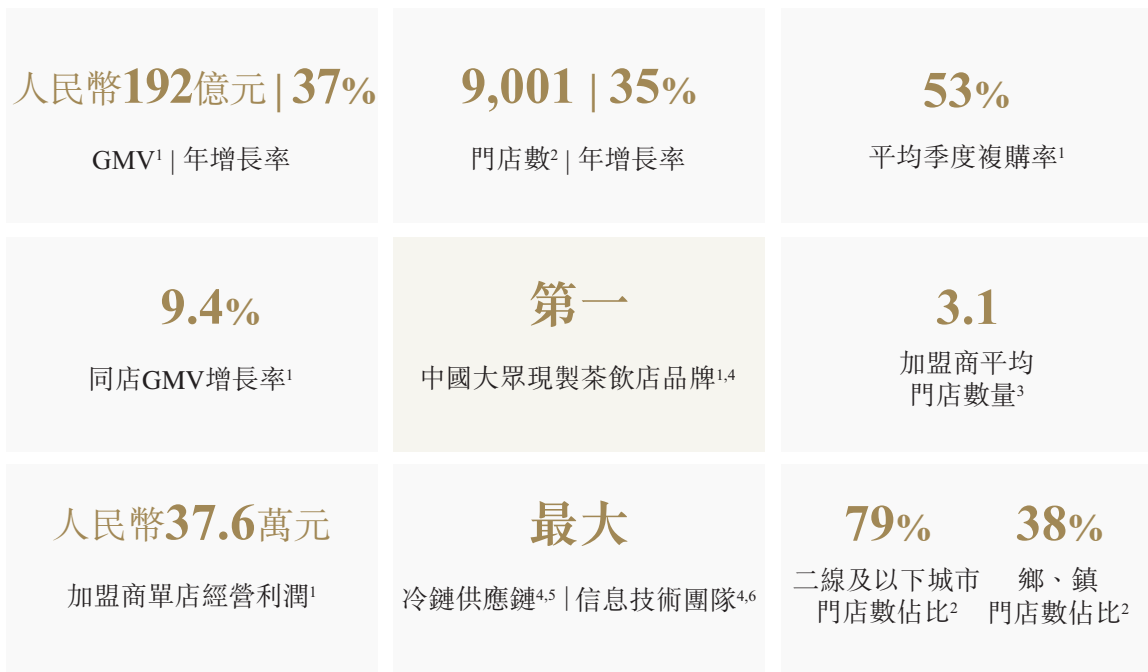 人民幣192億元 | 37%
GMV¹ | 年增長率
9,001 | 35%
門店數² | 年增長率
53%
平均季度複購率¹
9.4%
同店GMV增長率¹
第一
中國大眾現製茶飲店品牌¹,⁴
3.1
加盟商平均
門店數量³
人民幣37.6萬元
加盟商單店經營利潤¹
最大
冷鏈供應鏈⁴,⁵ | 信息技術團隊⁴,⁶
79%
二線及以下城市
門店數佔比²
38%
鄉、鎮
門店數佔比²